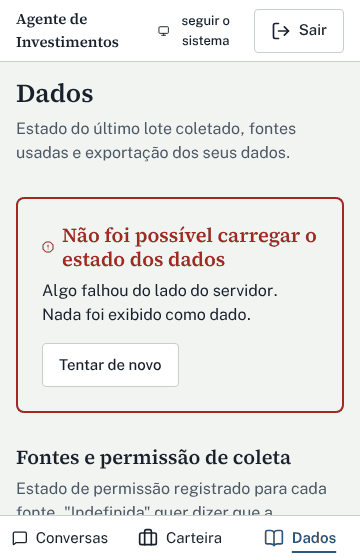 Agente de
Investimentos
seguir o
sistema
Sair
Dados
Estado do último lote coletado, fontes
usadas e exportação dos seus dados.
Não foi possível carregar o
estado dos dados
Algo falhou do lado do servidor.
Nada foi exibido como dado.
Tentar de novo
Fontes e permissão de coleta
Estado de permissão registrado para cada
fonte. "Indefinida" quer dizer que a
Conversas
Carteira
Dados